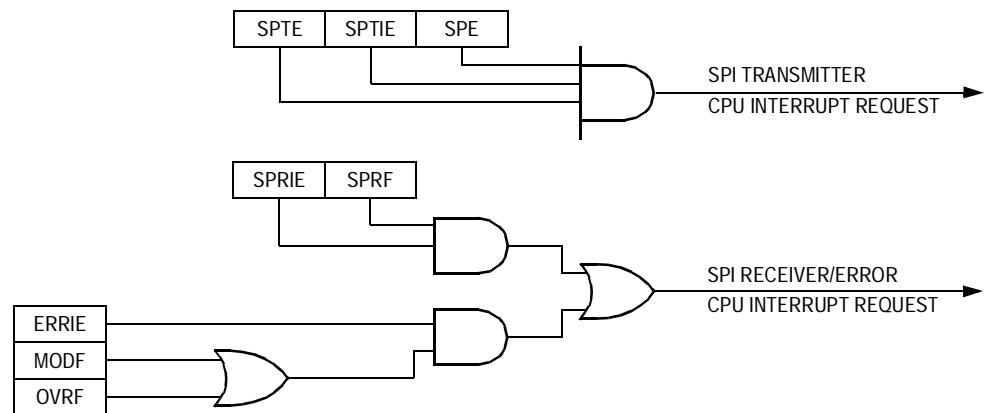 SPTE SPTIE SPE
SPI TRANSMITTER
CPU INTERRUPT REQUEST
SPRIE SPRF
SPI RECEIVER/ERROR
CPU INTERRUPT REQUEST
ERRIE
MODF
OVRF